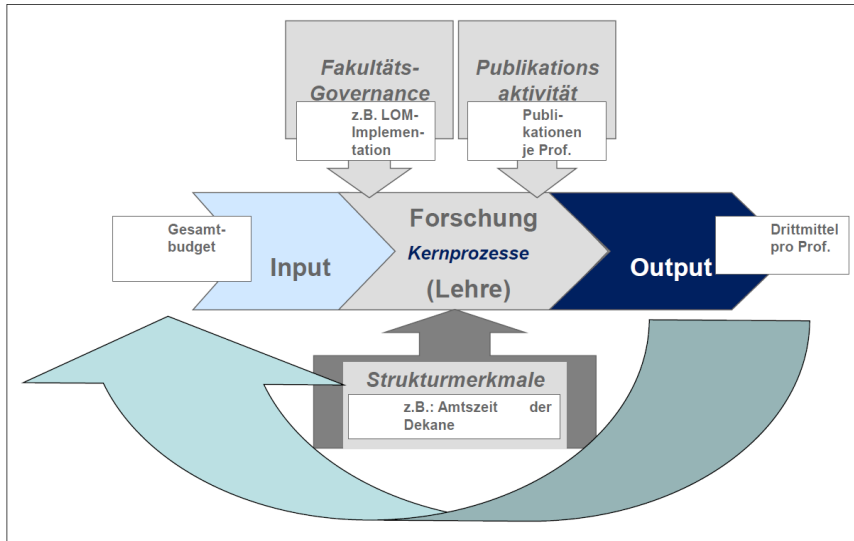 Fakultäts-
Governance
z.B. LOM-
Implemen-
tation
Publikations
aktivität
Publi-
kationen
je Prof.
Gesamt-
budget
Input
Forschung
Kernprozesse
(Lehre)
Output
Drittmittel
pro Prof.
Strukturmerkmale
z.B.: Amtszeit der
Dekane